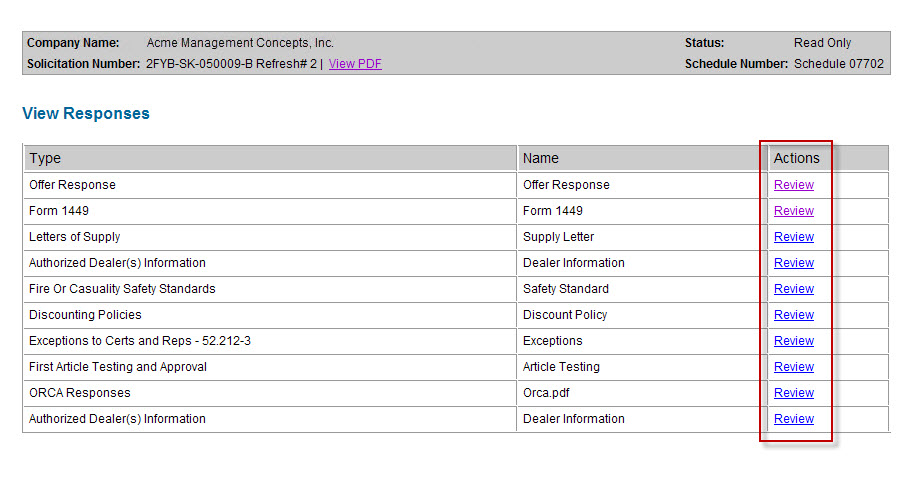 Company Name: Acme Management Concepts, Inc. Status: Read Only
Solicitation Number: 2FYB-SK-050009-B Refresh# 2 | View PDF Schedule Number: Schedule 07702
View Responses
Type Name Actions
Offer Response Offer Response Review
Form 1449 Form 1449 Review
Letters of Supply Supply Letter Review
Authorized Dealer(s) Information Dealer Information Review
Fire Or Casuality Safety Standards Safety Standard Review
Discounting Policies Discount Policy Review
Exceptions to Certs and Reps - 52.212-3 Exceptions Review
First Article Testing and Approval Article Testing Review
ORCA Responses Orca.pdf Review
Authorized Dealer(s) Information Dealer Information Review